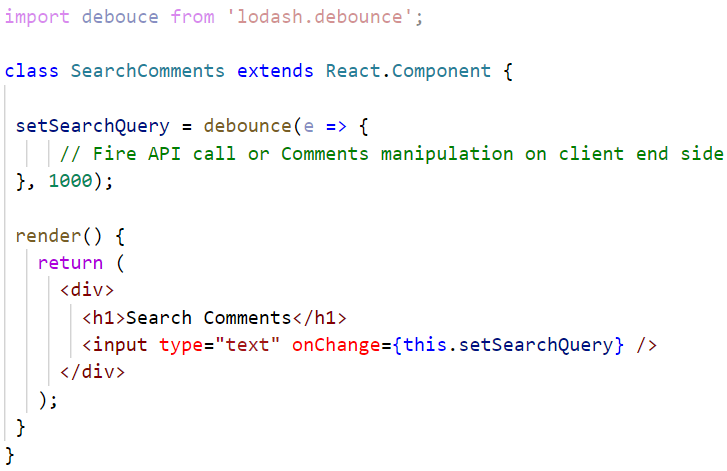 import debouce from 'lodash.debounce';
class SearchComments extends React.Component {
setSearchQuery = debounce(e => {
// Fire API call or Comments manipulation on client end side
}, 1000);
render() {
return (
<div>
<h1>Search Comments</h1>
<input type="text" onChange={this.setSearchQuery} />
</div>
);
}
}